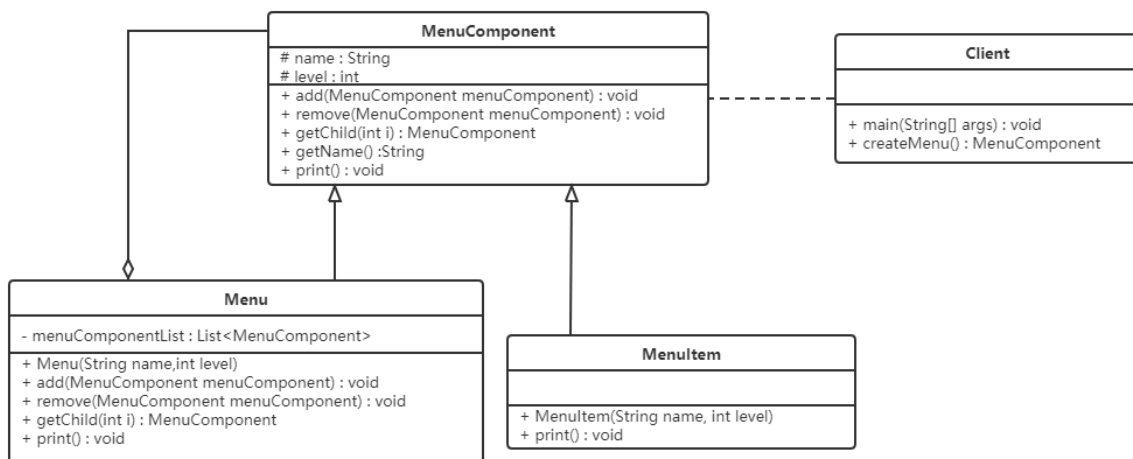 MenuComponent
# name : String
# level : int
+ add(MenuComponent menuComponent) : void
+ remove(MenuComponent menuComponent) : void
+ getChild(int i) : MenuComponent
+ getName() :String
+ print() : void
Client
+ main(String[] args) : void
+ createMenu() : MenuComponent
Menu
- menuComponentList : List<MenuComponent>
+ Menu(String name,int level)
+ add(MenuComponent menuComponent) : void
+ remove(MenuComponent menuComponent) : void
+ getChild(int i) : MenuComponent
+ print() : void
MenuItem
+ MenuItem(String name, int level)
+ print() : void